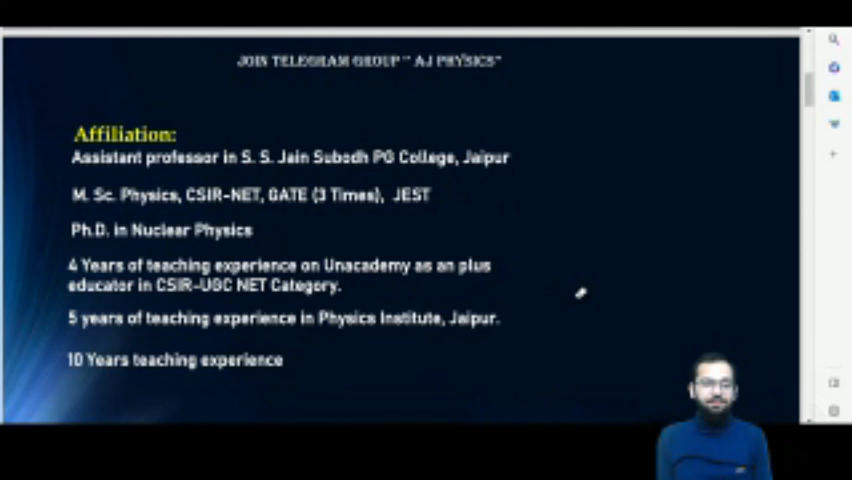 JOIN TELEGRAM GROUP " AJ PHYSICS"
Affiliation:
Assistant professor in S. S. Jain Subodh PG College, Jaipur
M. Sc. Physics, CSIR-NET, GATE (3 Times), JEST
Ph.D. in Nuclear Physics
4 Years of teaching experience on Unacademy as an plus
educator in CSIR-UGC NET Category.
5 years of teaching experience in Physics Institute, Jaipur.
10 Years teaching experience